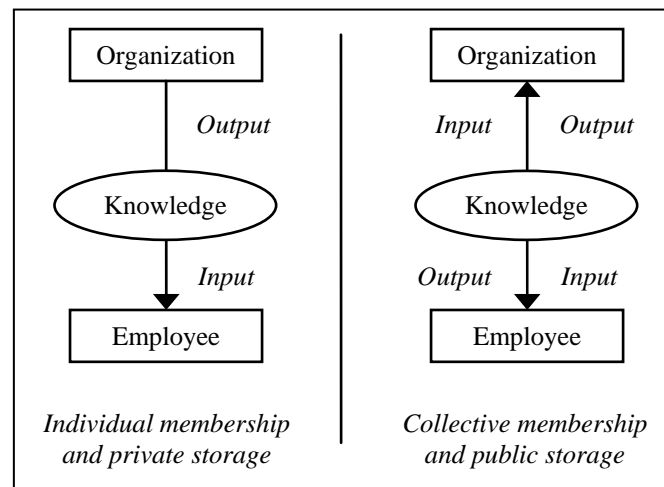 Organization
Output
Knowledge
Input
Employee
Individual membership
and private storage
Organization
Input Output
Knowledge
Output Input
Employee
Collective membership
and public storage